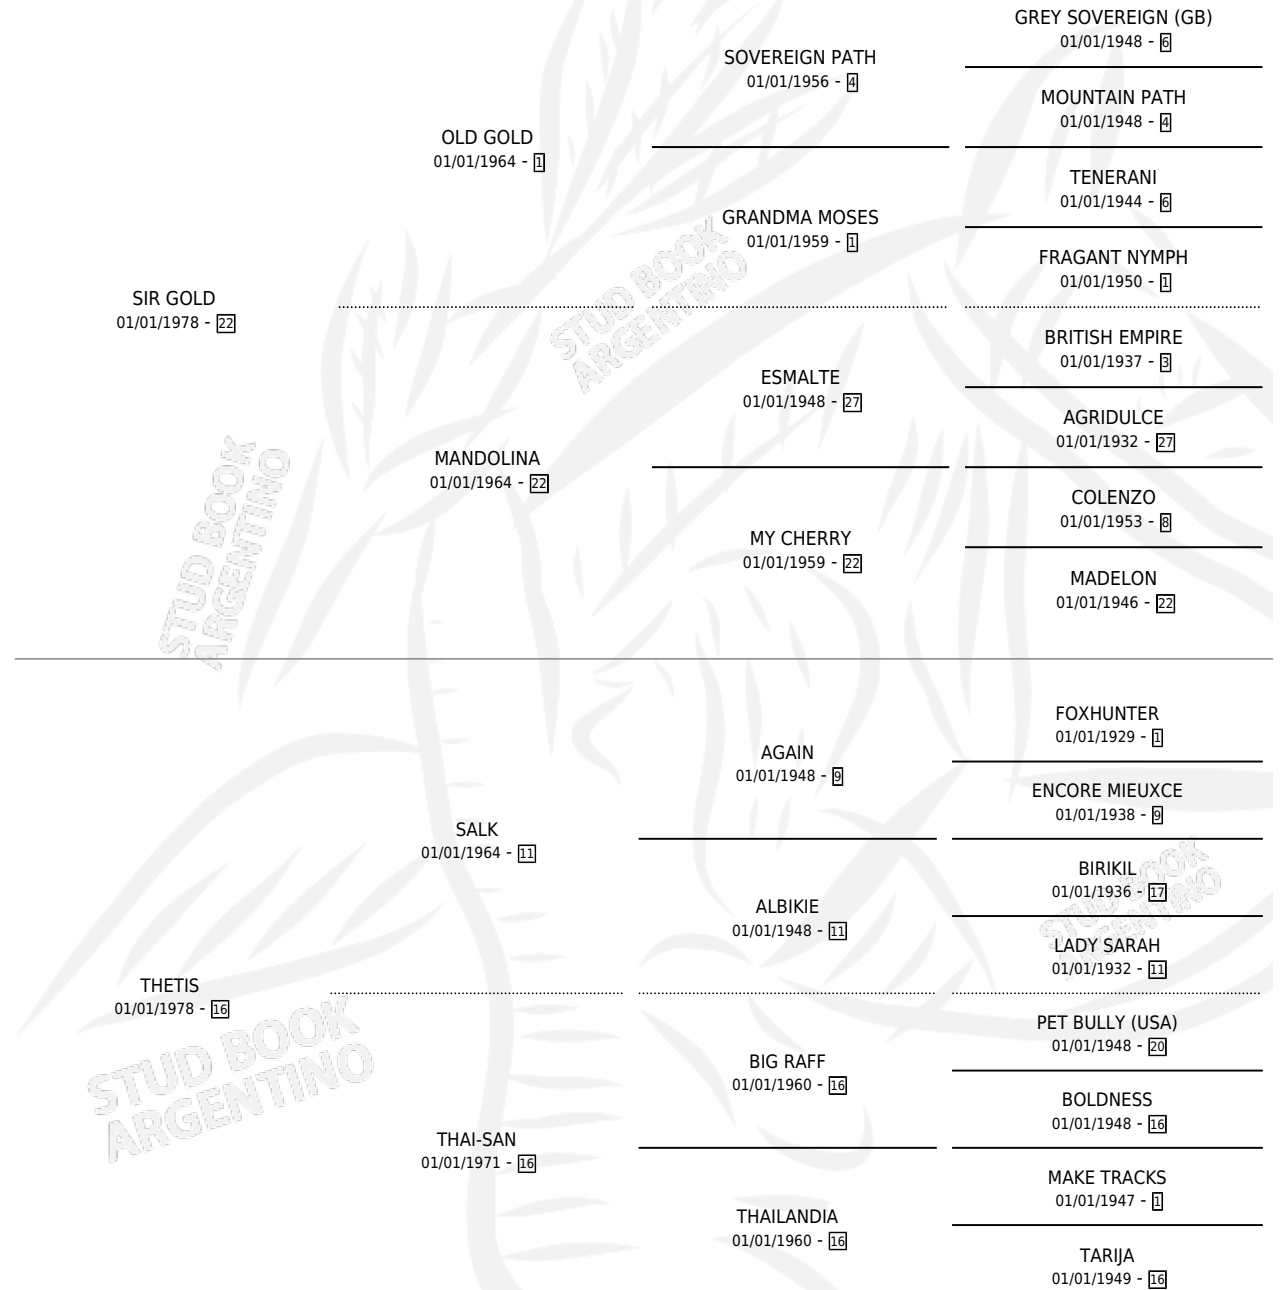 GREY SOVEREIGN (GB)
01/01/1948 - 6
SOVEREIGN PATH
01/01/1956 - 4
MOUNTAIN PATH
01/01/1948 - 4
OLD GOLD
01/01/1964 - 1
TENERANI
01/01/1944 - 6
GRANDMA MOSES
01/01/1959 - 1
FRAGANT NYMPH
01/01/1950 - 1
SIR GOLD
01/01/1978 - 22
STUD BOOK
ARGENTINO
BRITISH EMPIRE
01/01/1937 - 3
ESMALTE
01/01/1948 - 27
AGRIDULCE
01/01/1932 - 27
MANDOLINA
01/01/1964 - 22
COLENZO
01/01/1953 - 8
MY CHERRY
01/01/1959 - 22
MADELON
01/01/1946 - 22
STUD BOOK
ARGENTINO
FOXHUNTER
01/01/1929 - 1
AGAIN
01/01/1948 - 9
ENCORE MIEUXCE
01/01/1938 - 9
SALK
01/01/1964 - 11
BIRIKIL
01/01/1936 - 17
ALBIKIE
01/01/1948 - 11
STUD BOOK
ARGENTINO
LADY SARAH
01/01/1932 - 11
THETIS
01/01/1978 - 16
STUD BOOK
ARGENTINO
PET BULLY (USA)
01/01/1948 - 20
BIG RAFF
01/01/1960 - 16
BOLDNESS
01/01/1948 - 16
THAI-SAN
01/01/1971 - 16
MAKE TRACKS
01/01/1947 - 1
THAILANDIA
01/01/1960 - 16
TARIJA
01/01/1949 - 16